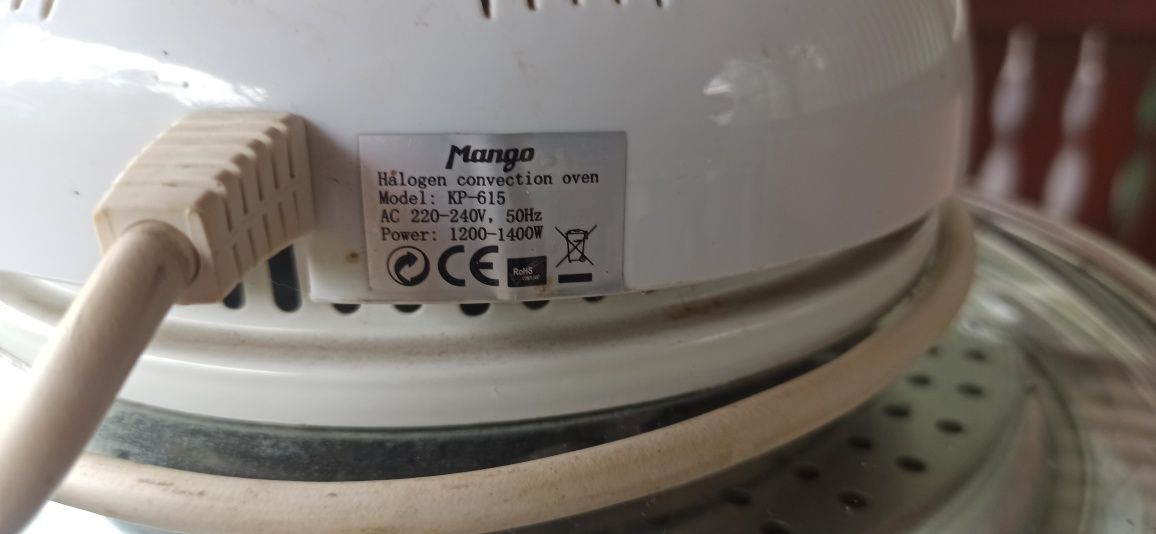 Mango
Halogen convection oven
Model: KP-615
AC 220-240V, 50Hz
Power: 1200-1400W
CE
RoHS